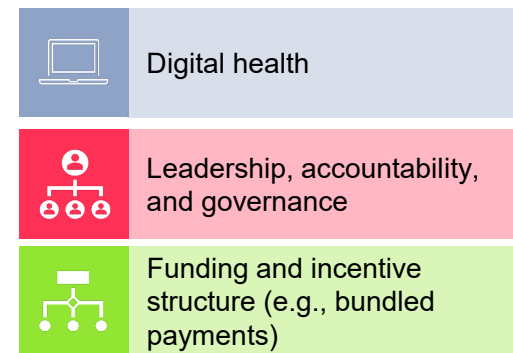 Digital health
Leadership, accountability,
and governance
Funding and incentive
structure (e.g., bundled
payments)